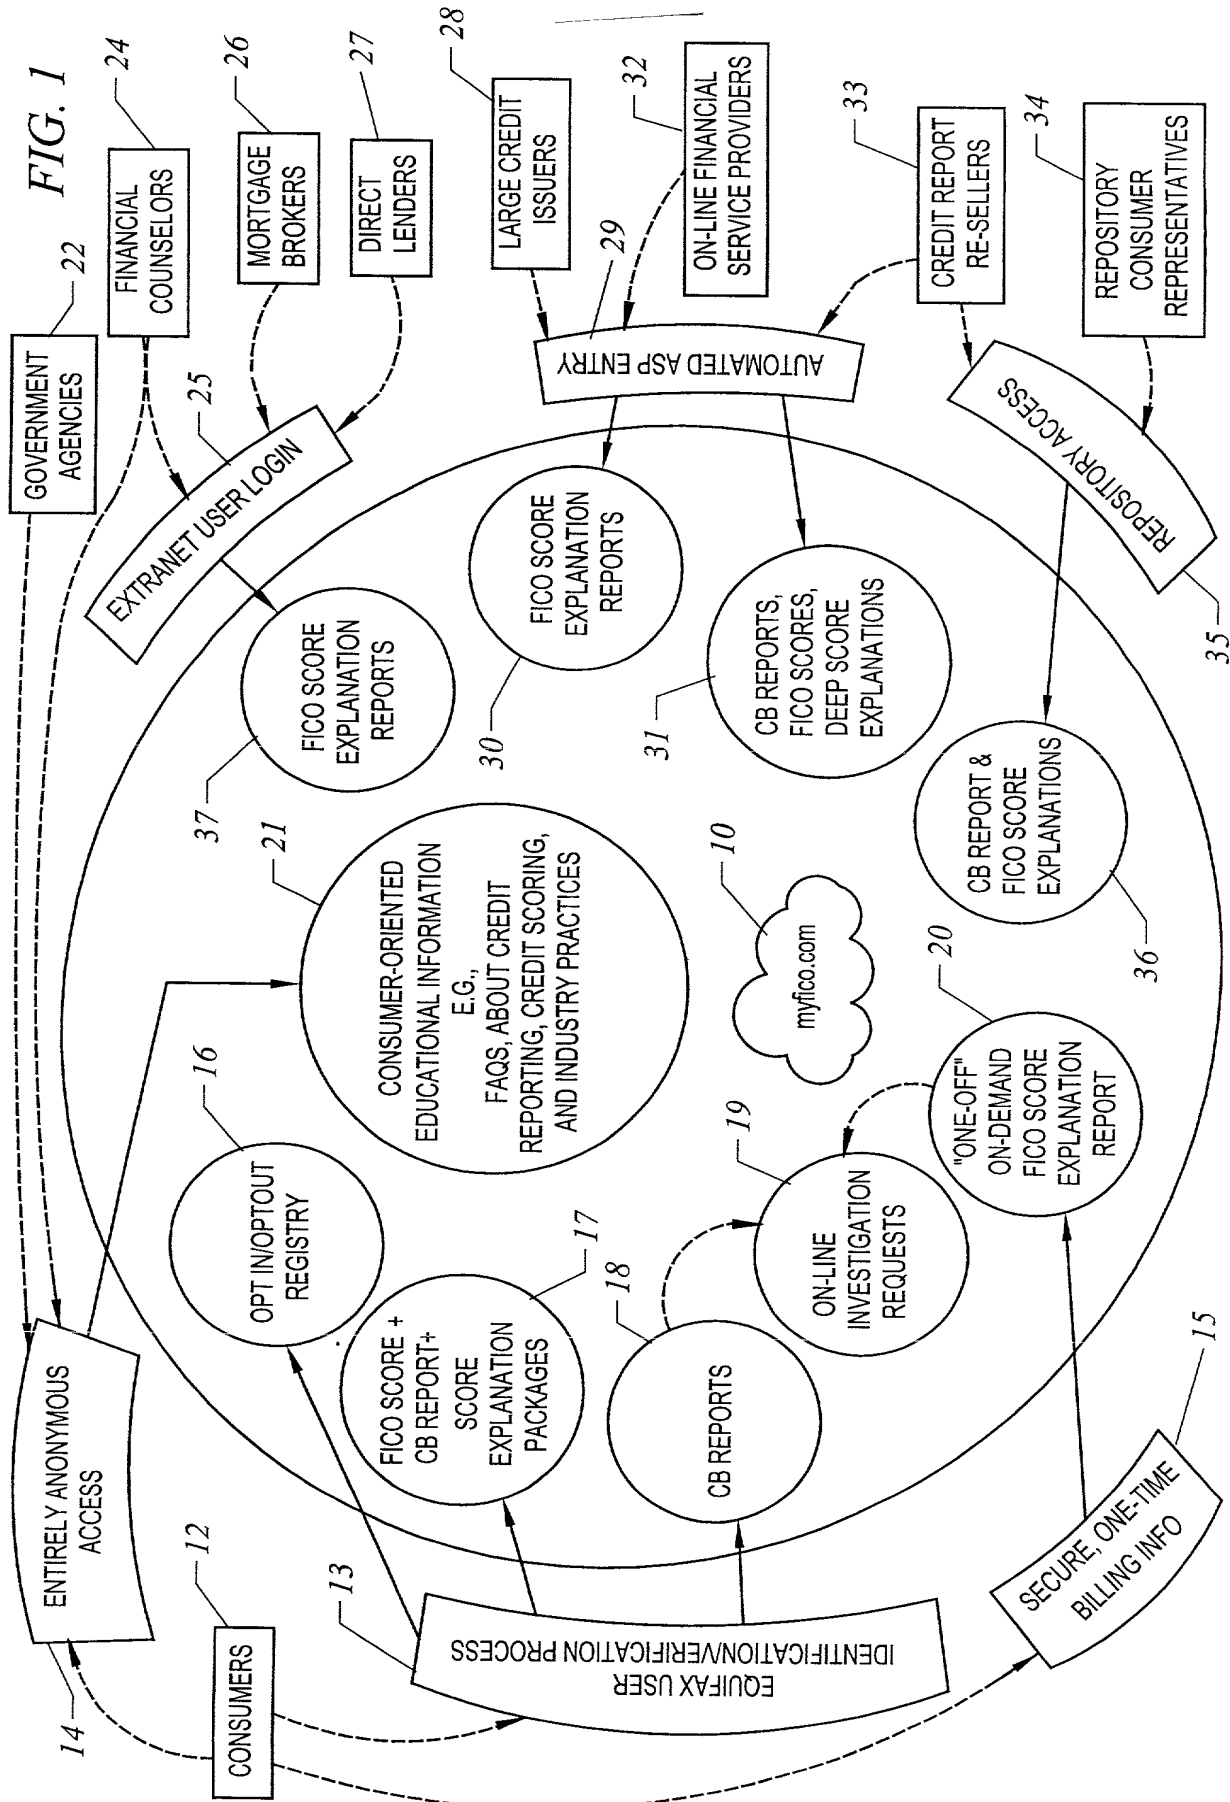 FIG. 1
GOVERNMENT
AGENCIES
22
FINANCIAL
COUNSELORS
24
MORTGAGE
BROKERS
26
DIRECT
LENDERS
27
LARGE CREDIT
ISSUERS
28
ON-LINE FINANCIAL
SERVICE PROVIDERS
32
CREDIT REPORT
RE-SELLERS
33
REPOSITORY
CONSUMER
REPRESENTATIVES
34
EXTRANET USER LOGIN
25
AUTOMATED ASP ENTRY
29
REPOSITORY ACCESS
35
ENTIRELY ANONYMOUS
ACCESS
14
CONSUMERS
12
EQUIFAX USER
IDENTIFICATION/VERIFICATION PROCESS
13
SECURE, ONE-TIME
BILLING INFO
15
OPT IN/OPTOUT
REGISTRY
16
FICO SCORE +
CB REPORT+
SCORE
EXPLANATION
PACKAGES
17
CB REPORTS
18
ON-LINE
INVESTIGATION
REQUESTS
19
"ONE-OFF"
ON-DEMAND
FICO SCORE
EXPLANATION
REPORT
20
CONSUMER-ORIENTED
EDUCATIONAL INFORMATION
E.G.,
FAQS, ABOUT CREDIT
REPORTING, CREDIT SCORING,
AND INDUSTRY PRACTICES
21
myfico.com
10
FICO SCORE
EXPLANATION
REPORTS
37
FICO SCORE
EXPLANATION
REPORTS
30
CB REPORTS,
FICO SCORES,
DEEP SCORE
EXPLANATIONS
31
CB REPORT &
FICO SCORE
EXPLANATIONS
36